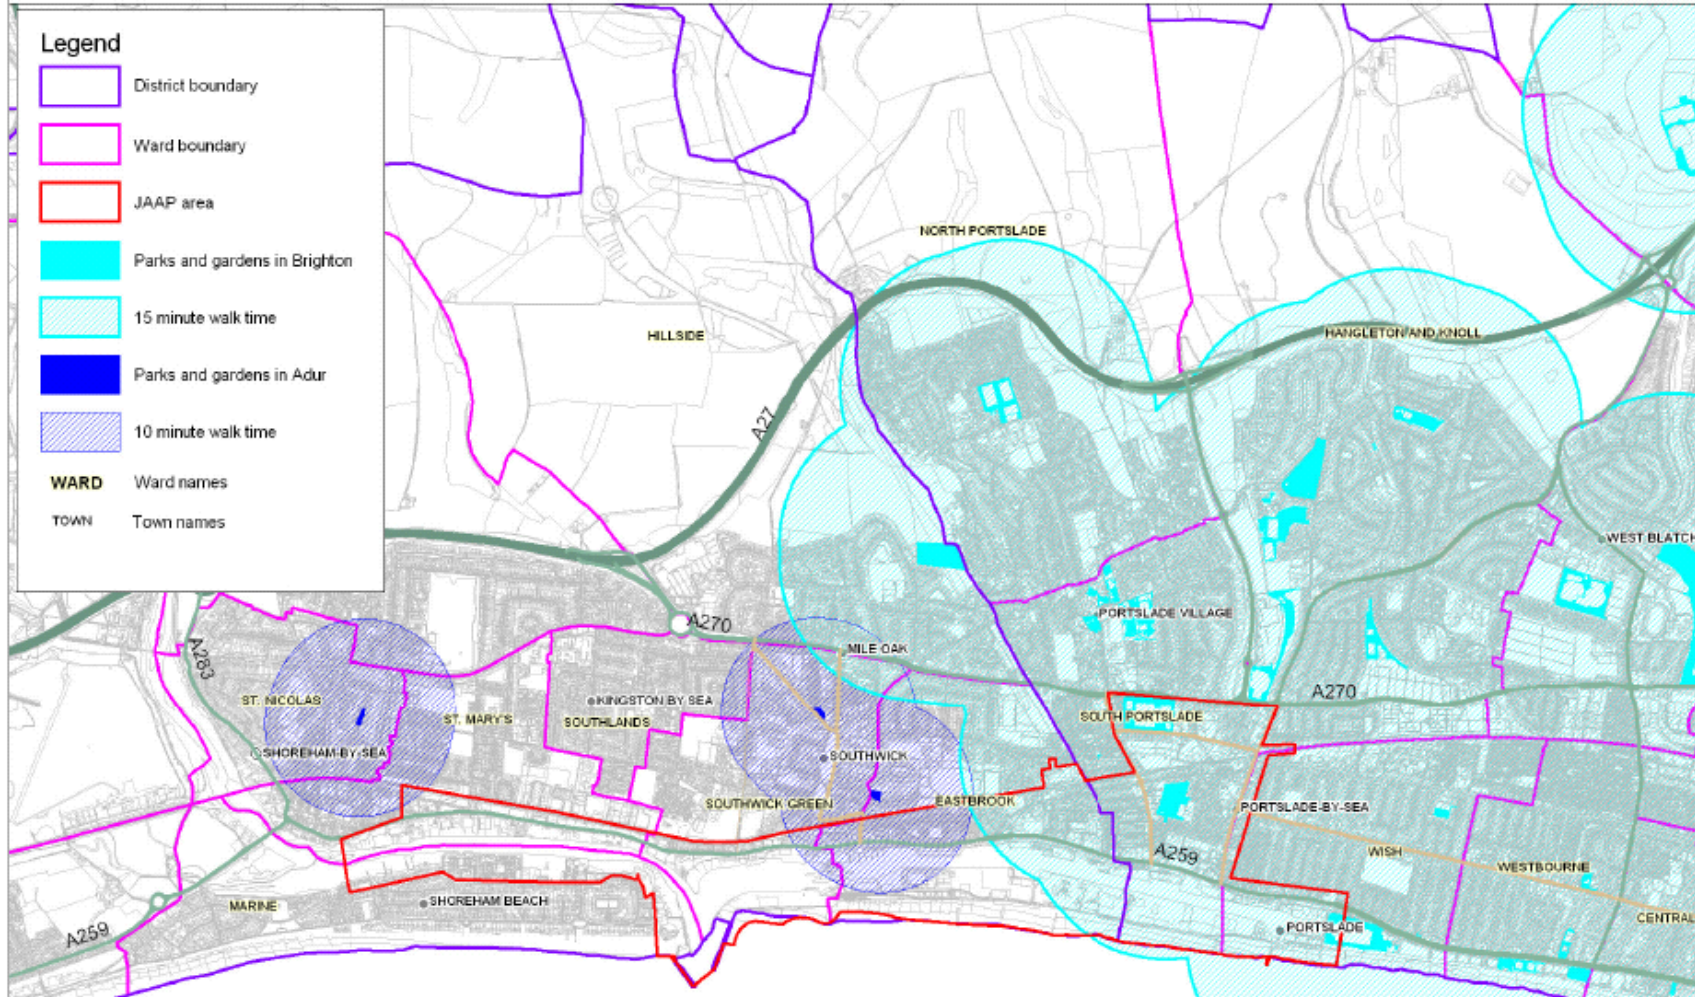 Legend
District boundary
Ward boundary
JAAP area
Parks and gardens in Brighton
15 minute walk time
Parks and gardens in Adur
10 minute walk time
WARD Ward names
TOWN Town names
NORTH PORTSLADE
HILLSIDE
HANGLETON AND KNOLL
A27
WEST BLATCH
PORTSLADE VILLAGE
A270
MILE OAK
A283
ST. NICOLAS
KINGSTON BY SEA
ST. MARY'S
SOUTHLANDS
A270
SOUTH PORTSLADE
SHOREHAM-BY-SEA
SOUTHWICK
SOUTHWICK GREEN
EASTBROOK
PORTSLADE-BY-SEA
A259
WISH
WESTBOURNE
MARINE
SHOREHAM BEACH
CENTRAL
PORTSLADE
A259